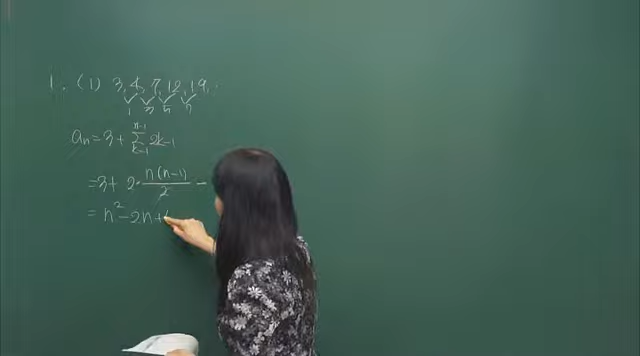 1. (1) 3, 4, 7, 12, 19, :
1 3 5 7
aₙ = 3 + Σ_{k=1}^{n-1} 2k-1
= 3 + 2 · n(n-1)/2 -
= n² - 2n +